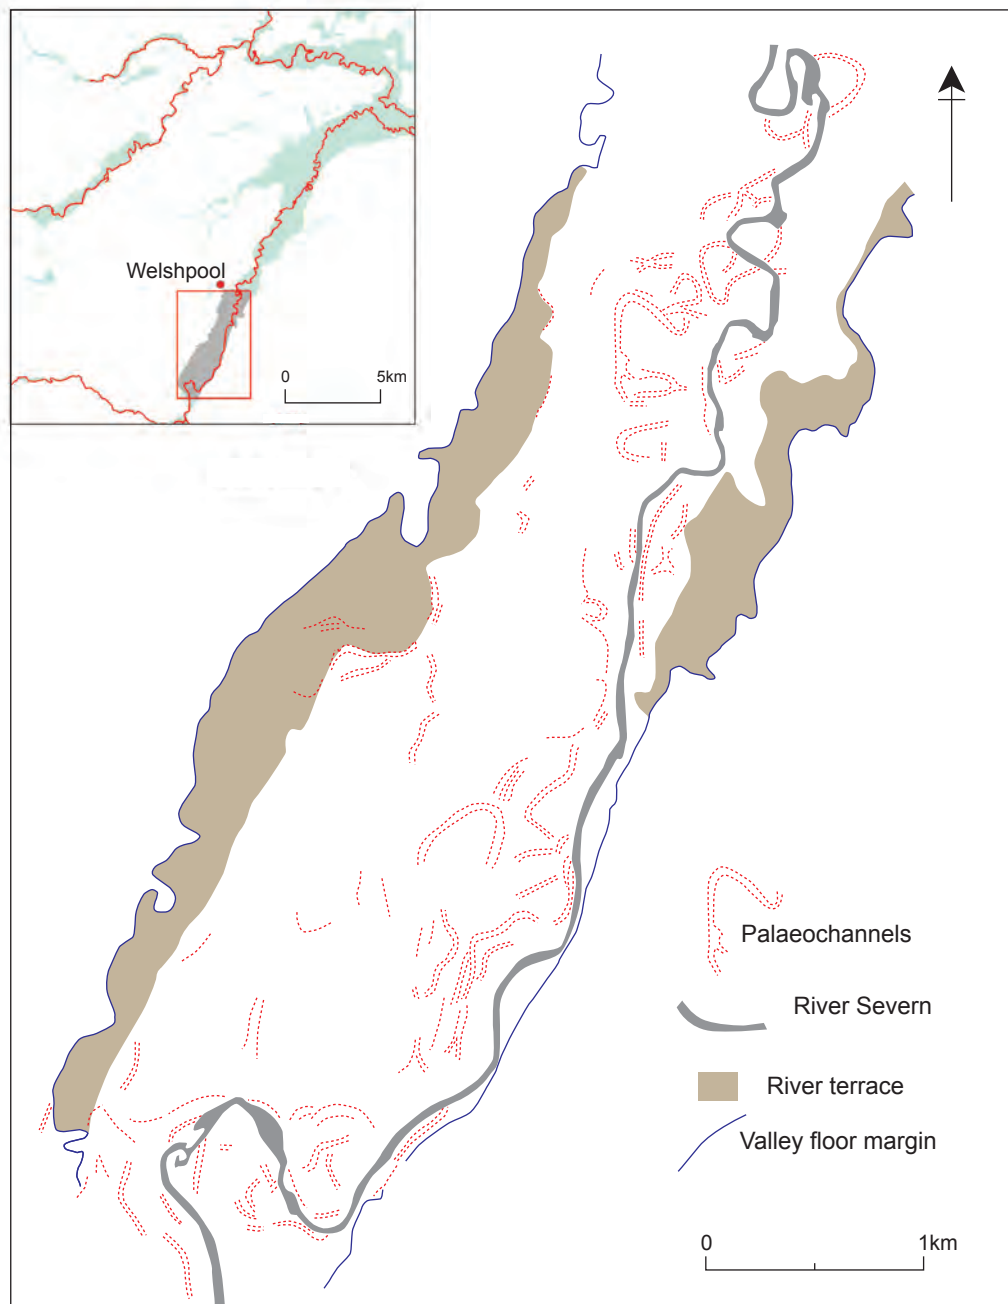 Welshpool
0 5km
Palaeochannels
River Severn
River terrace
Valley floor margin
0 1km